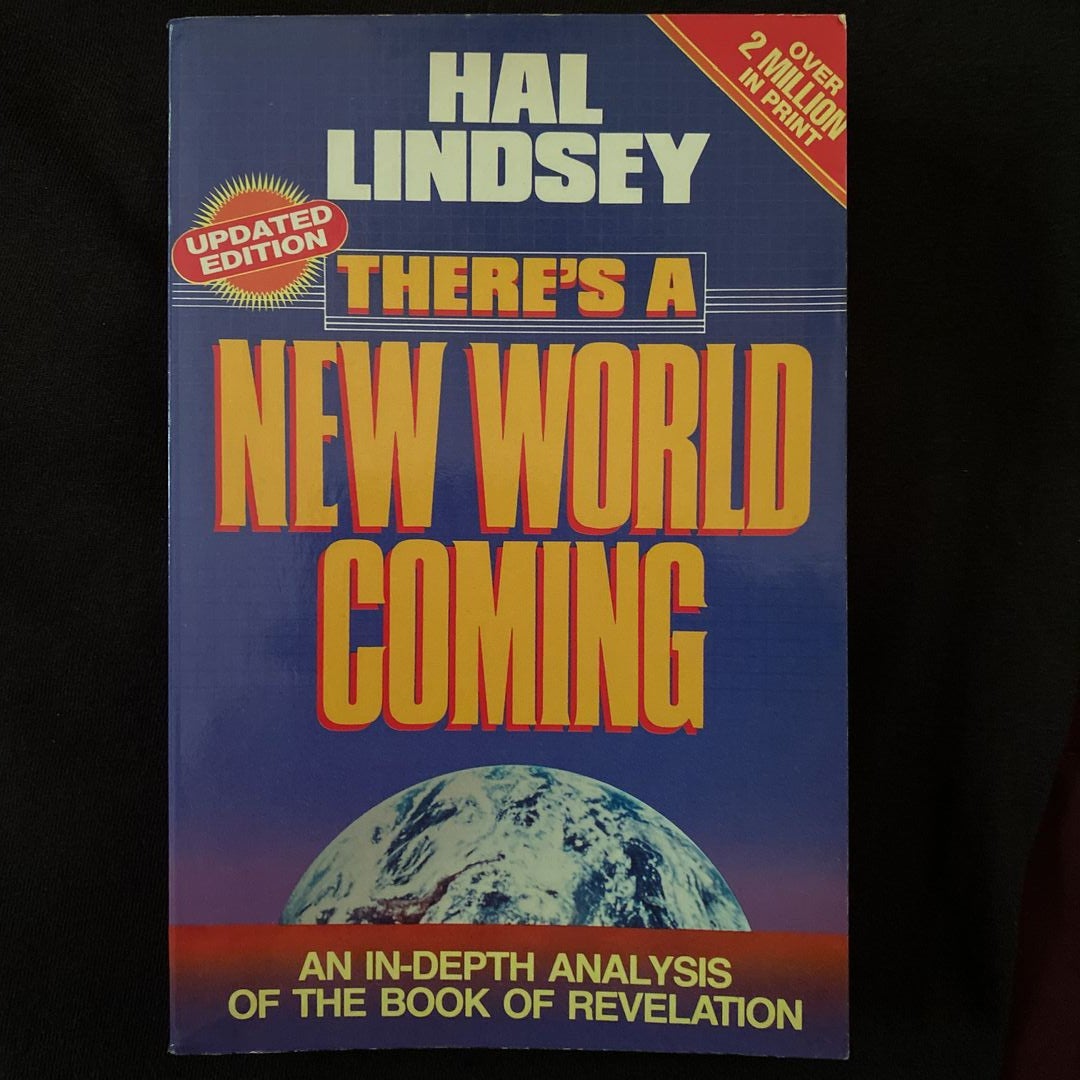 HAL
LINDSEY
OVER
2 MILLION
IN PRINT
UPDATED
EDITION
THERE'S A
NEW WORLD
COMING
AN IN-DEPTH ANALYSIS
OF THE BOOK OF REVELATION